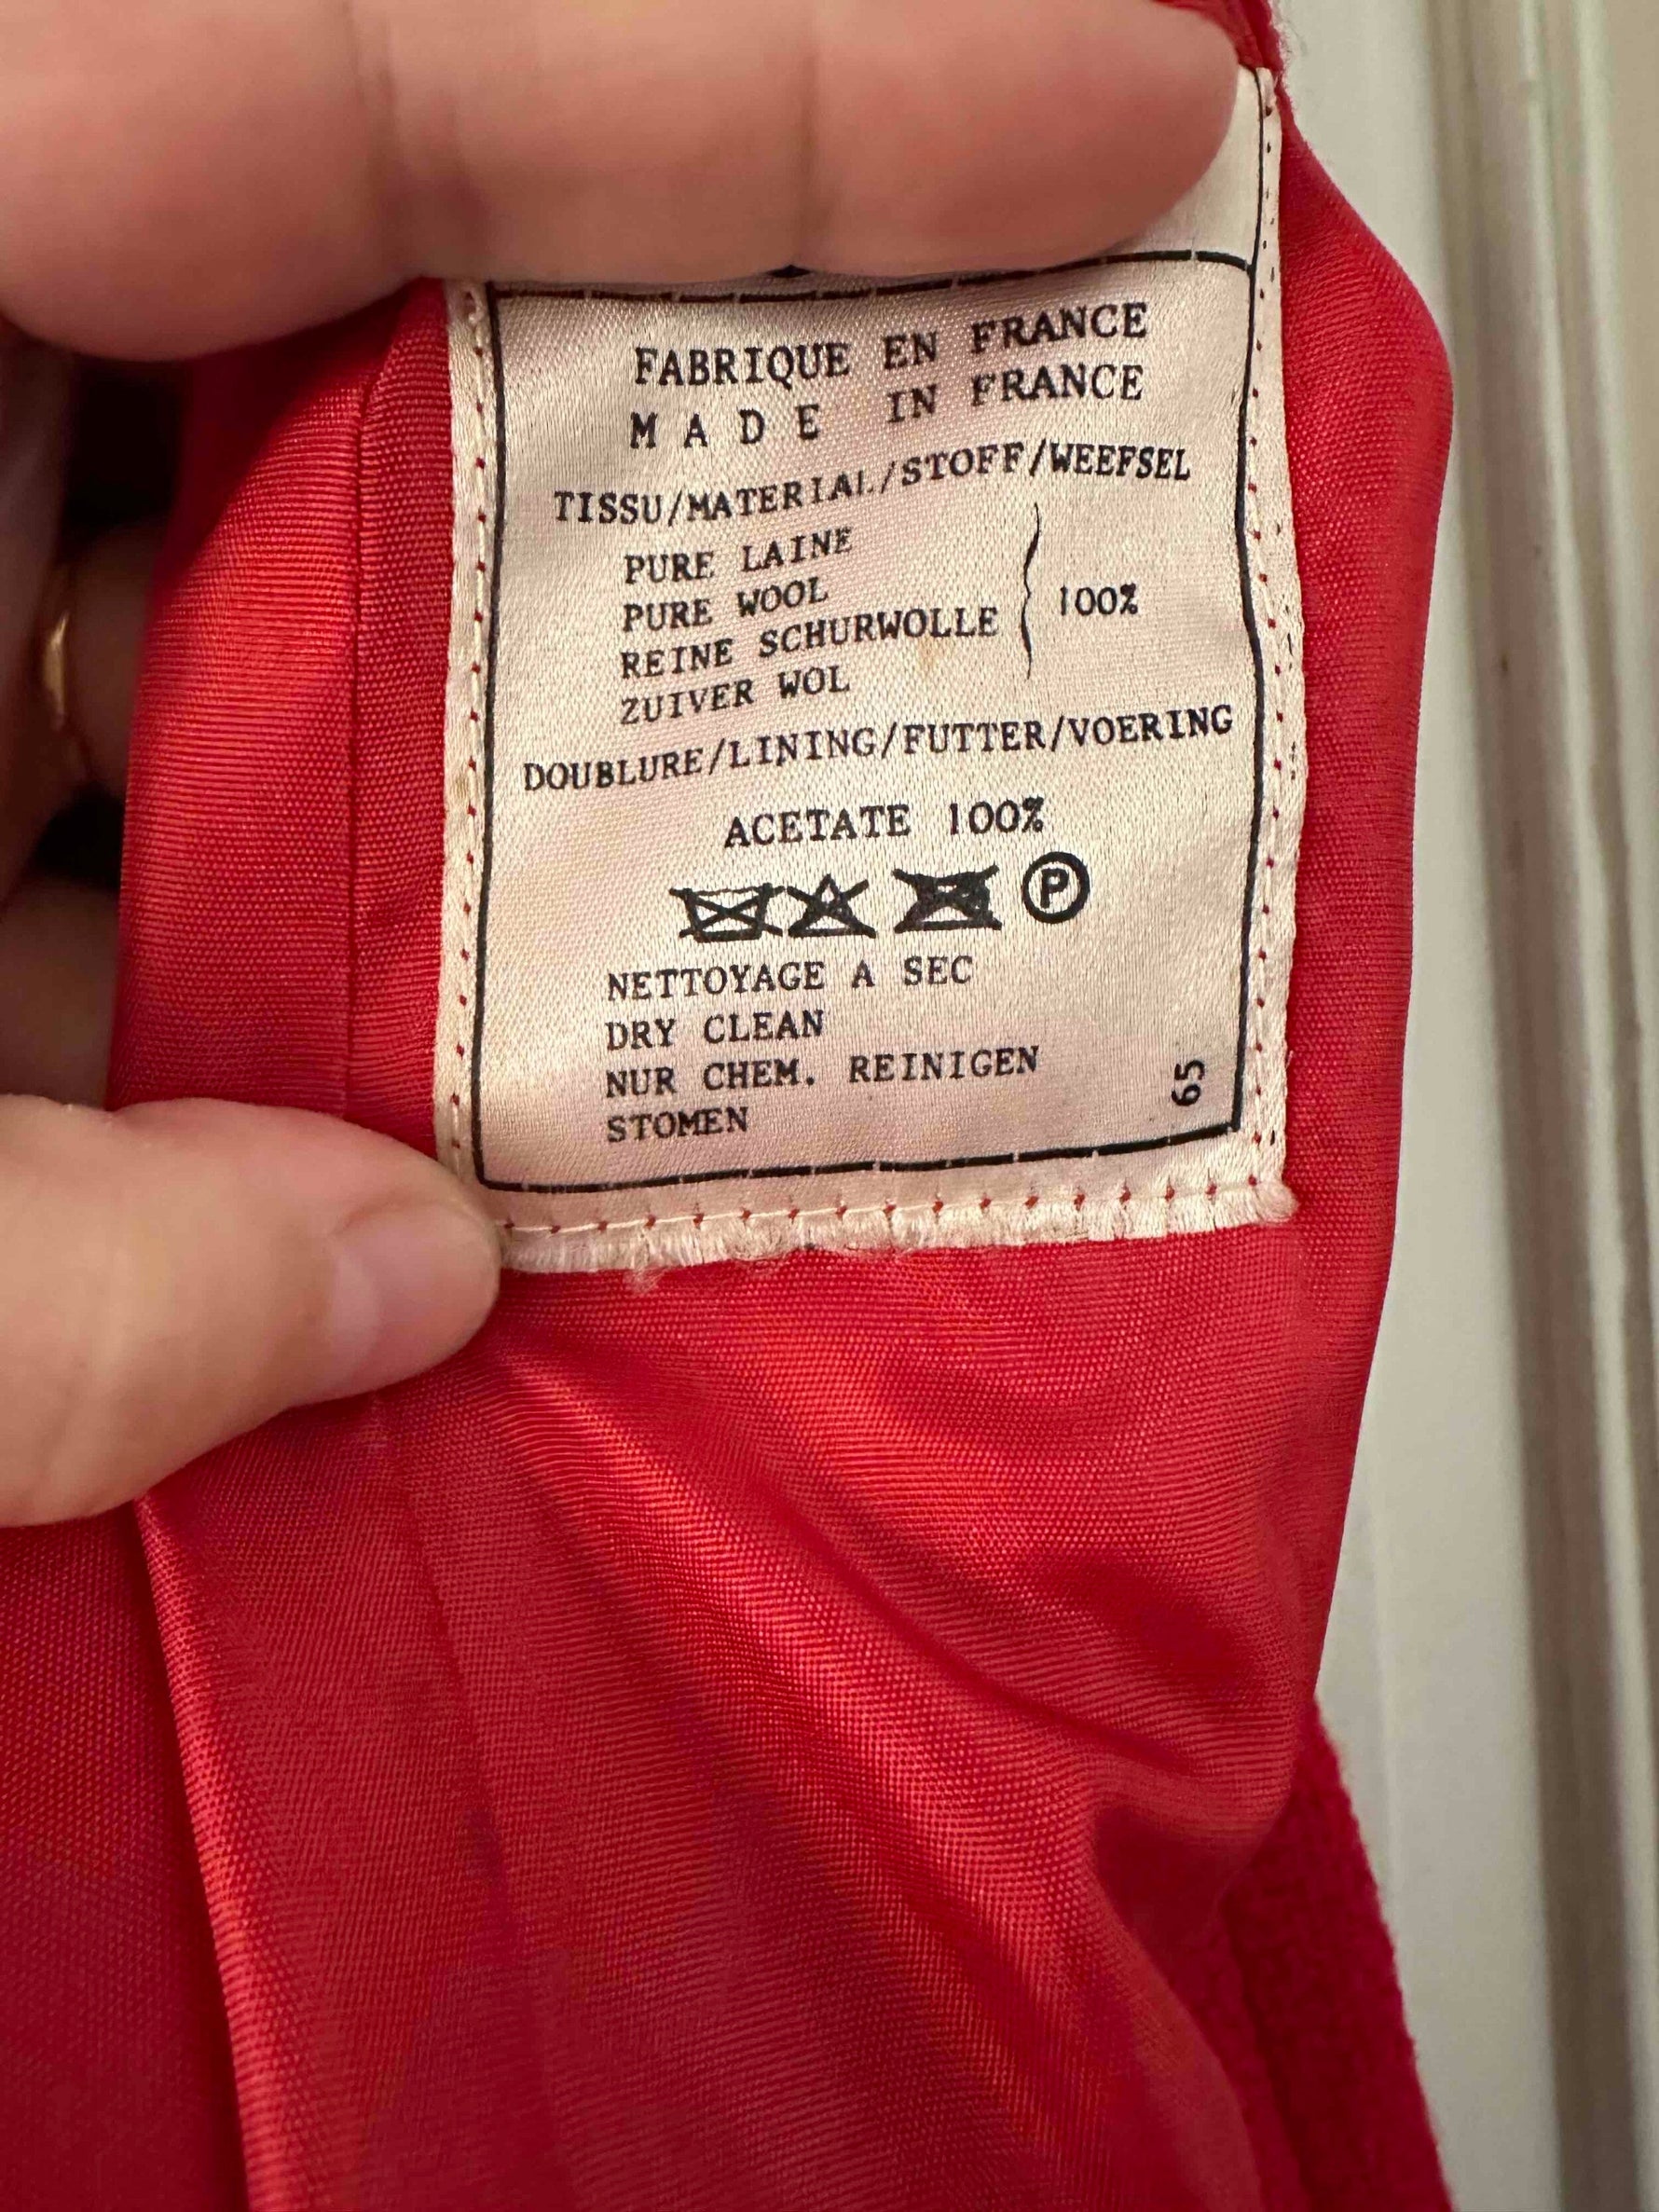 FABRIQUE EN FRANCE
MADE IN FRANCE
TISSU/MATERIAL/STOFF/WEEFSEL
PURE LAINE
PURE WOOL
REINE SCHURWOLLE
ZUIVER WOL
100%
DOUBLURE/LINING/FUTTER/VOERING
ACETATE 100%
P
NETTOYAGE A SEC
DRY CLEAN
NUR CHEM. REINIGEN
STOMEN
65